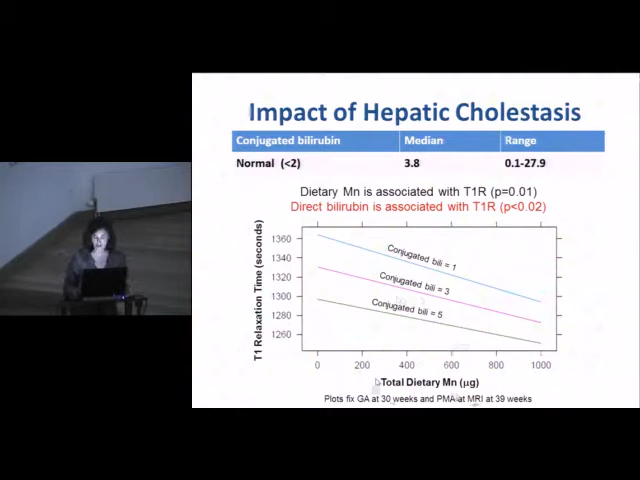 Impact of Hepatic Cholestasis
Conjugated bilirubin Median Range
Normal (<2) 3.8 0.1-27.9
Dietary Mn is associated with T1R (p=0.01)
Direct bilirubin is associated with T1R (p<0.02)
T1 Relaxation Time (seconds)
1360
1340
1320
1300
1280
1260
Conjugated bili = 1
Conjugated bili = 3
Conjugated bili = 5
0 200 400 600 800 1000
Total Dietary Mn (µg)
Plots fix GA at 30 weeks and PMA at MRI at 39 weeks